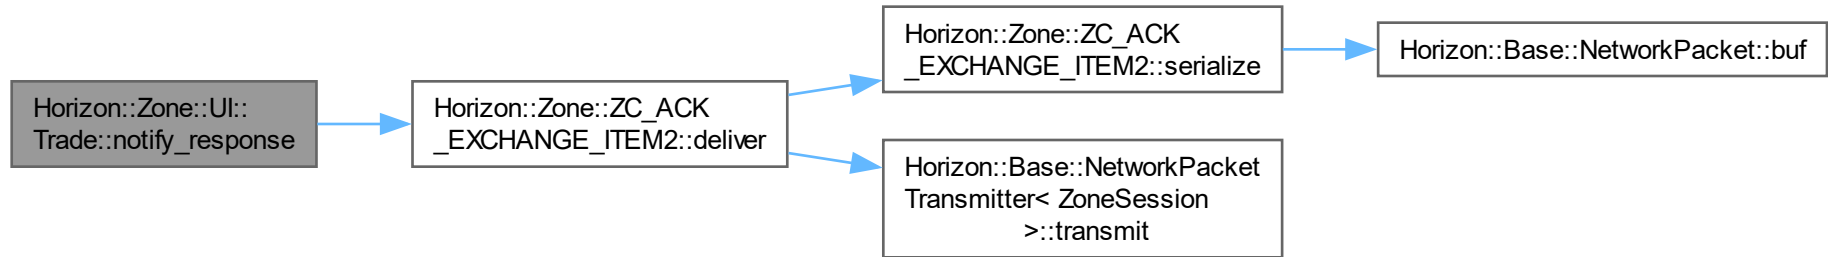 Horizon::Zone::UI::
Trade::notify_response
Horizon::Zone::ZC_ACK
_EXCHANGE_ITEM2::deliver
Horizon::Zone::ZC_ACK
_EXCHANGE_ITEM2::serialize
Horizon::Base::NetworkPacket::buf
Horizon::Base::NetworkPacket
Transmitter< ZoneSession
>::transmit